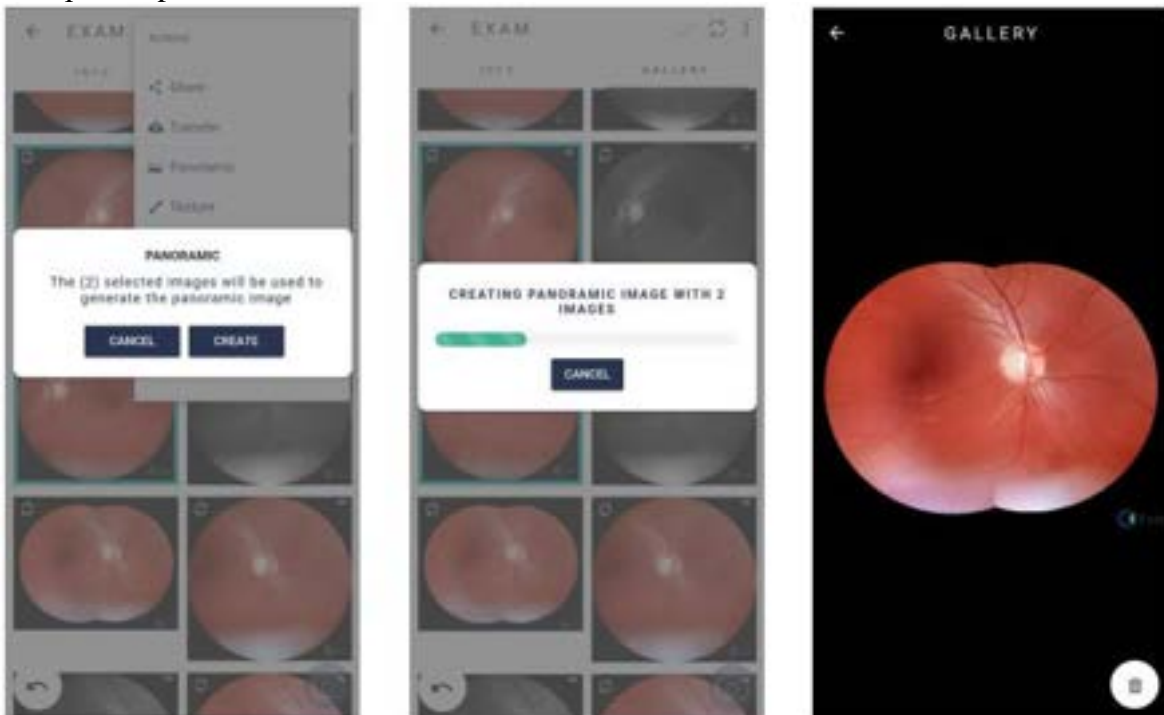 EXAM
Share
Transfer
Panoramic
PANORAMIC
The (2) selected images will be used to
generate the panoramic image
CANCEL
CREATE
EXAM
INFO
GALLERY
CREATING PANORAMIC IMAGE WITH 2
IMAGES
CANCEL
GALLERY